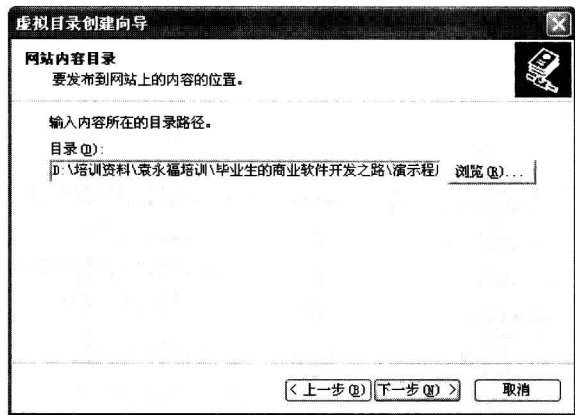 虚拟目录创建向导
网站内容目录
要发布到网站上的内容的位置。
输入内容所在的目录路径。
目录(D):
D:\培训资料\袁永福培训\毕业生的商业软件开发之路\演示程
浏览(R)...
<上一步(B)
下一步(N)>
取消